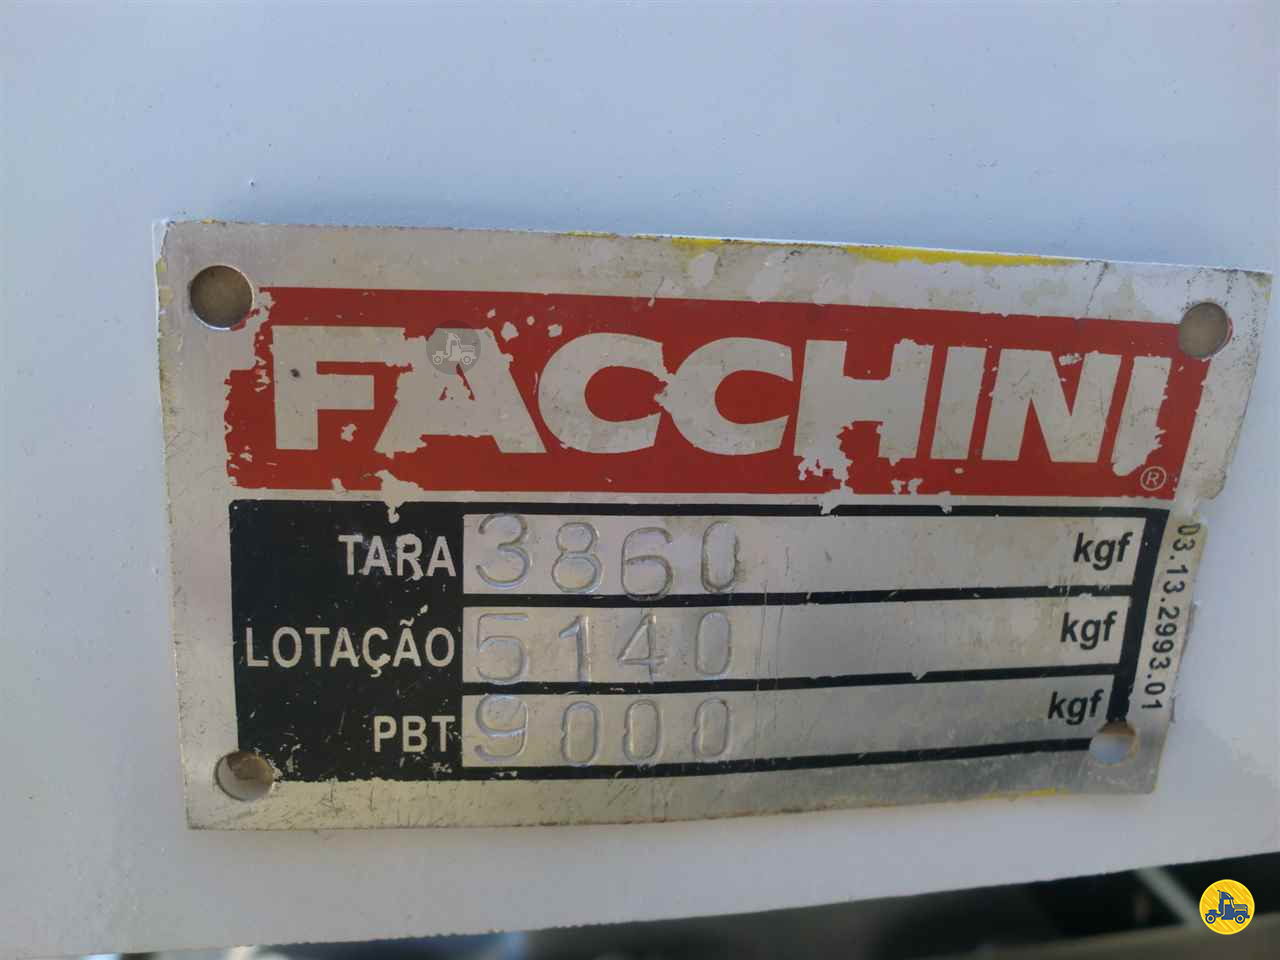 FACCHINI
®
TARA 3860 kgf
LOTAÇÃO 5140 kgf
PBT 9000 kgf
03.13.2993.01